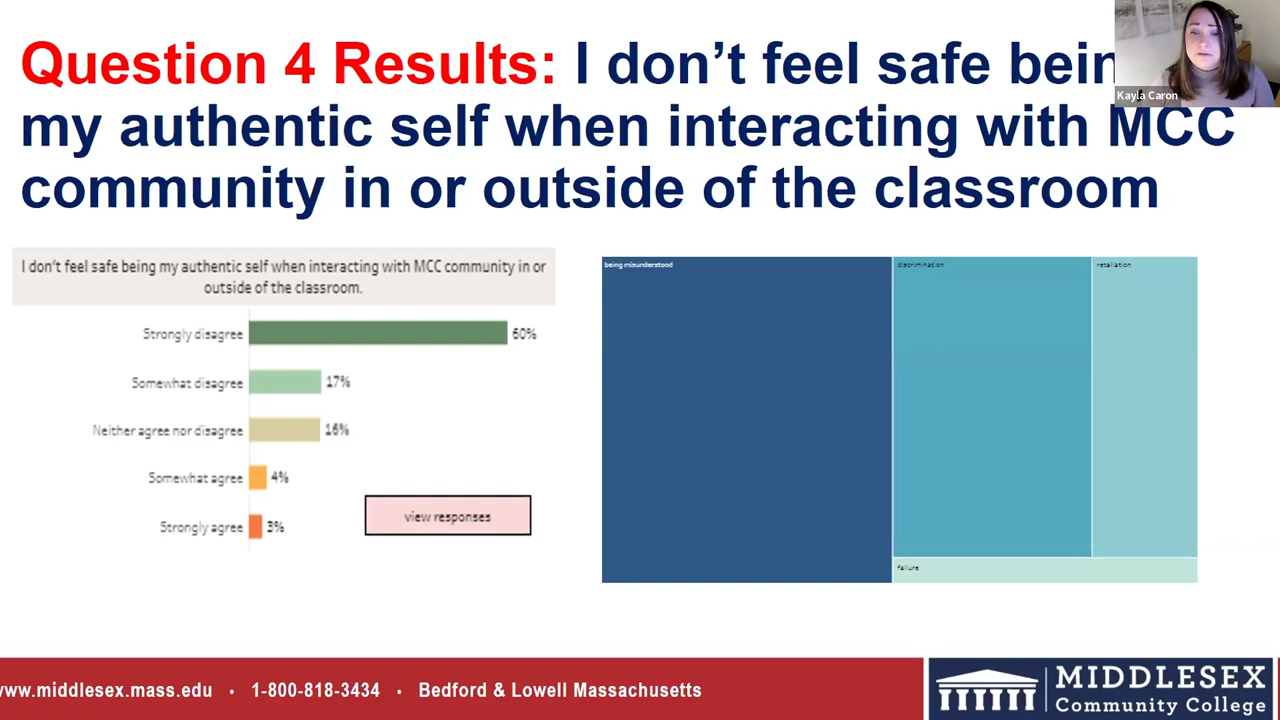 Question 4 Results: I don't feel safe bein
my authentic self when interacting with MCC
community in or outside of the classroom
Kayla Caron
I don't feel safe being my authentic self when interacting with MCC community in or
outside of the classroom.
Strongly disagree 60%
Somewhat disagree 17%
Neither agree nor disagree 16%
Somewhat agree 4%
Strongly agree 3%
view responses
being misunderstood
discrimination
retaliation
failure
www.middlesex.mass.edu • 1-800-818-3434 • Bedford & Lowell Massachusetts
MIDDLESEX
Community College